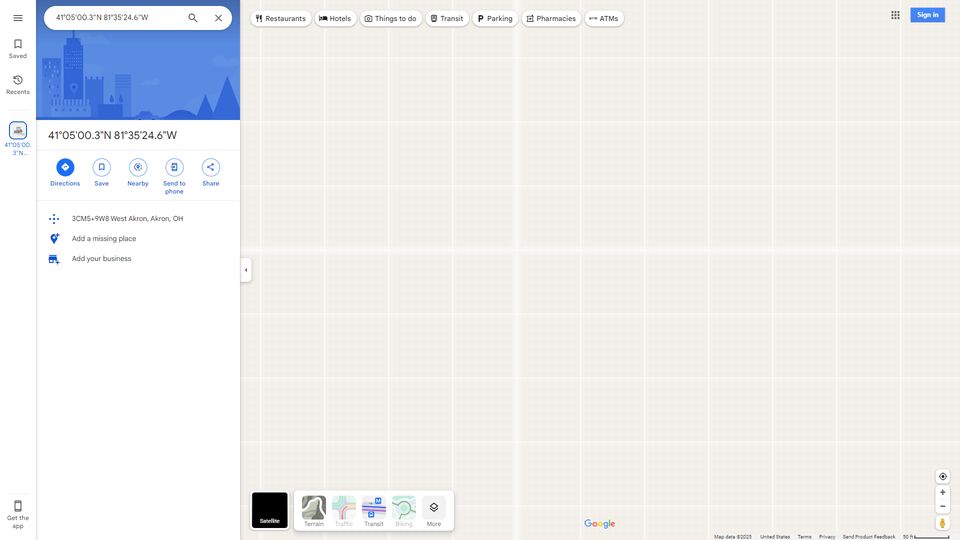 41°05'00.3"N 81°35'24.6"W
Restaurants
Hotels
Things to do
Transit
Parking
Pharmacies
ATMs
Sign in
Saved
Recents
41°05'00.
3"N...
41°05'00.3"N 81°35'24.6"W
Directions
Save
Nearby
Send to
phone
Share
3CM5+9W8 West Akron, Akron, OH
Add a missing place
Add your business
Get the
app
Satellite
Terrain
Traffic
Transit
Biking
More
Google
Map data ©2025
United States
Terms
Privacy
Send Product Feedback
50 ft